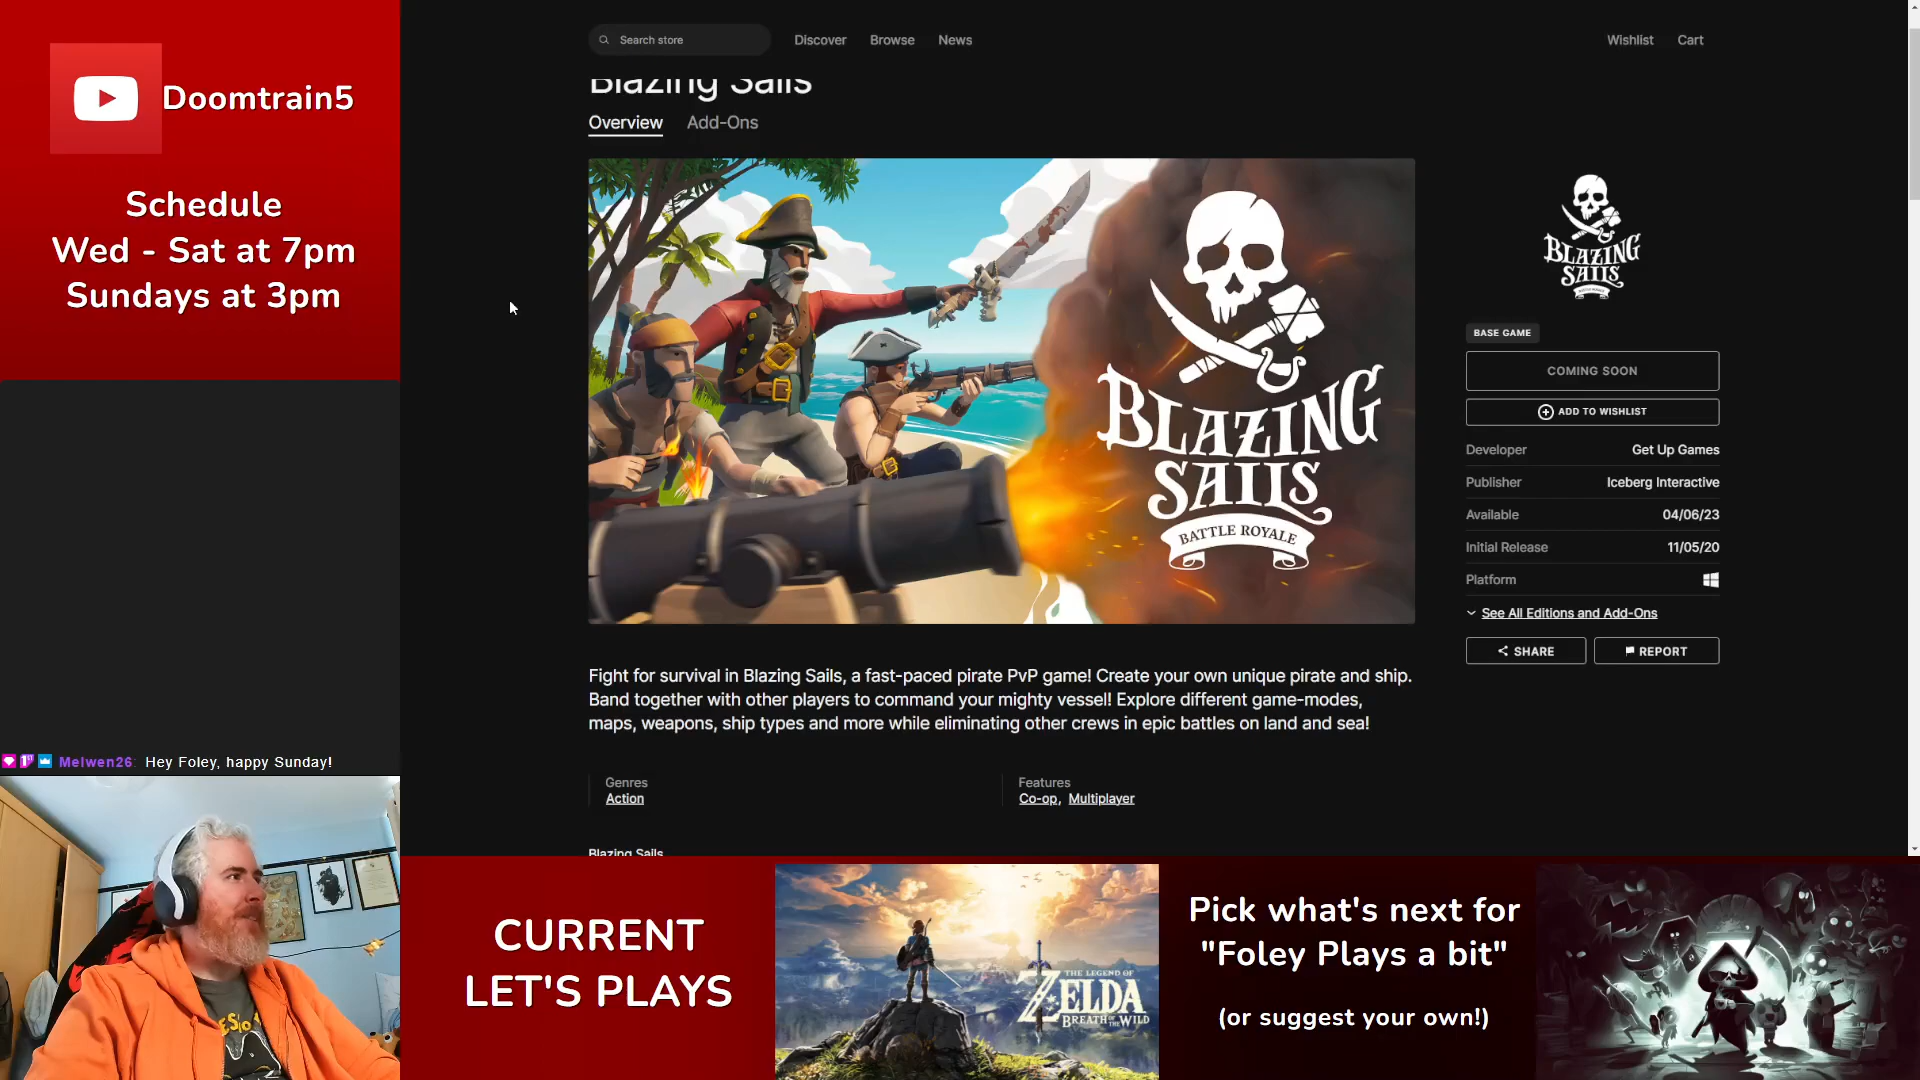 Doomtrain5
Schedule
Wed - Sat at 7pm
Sundays at 3pm
Melwen26: Hey Foley, happy Sunday!
Search store
Discover
Browse
News
Wishlist
Cart
Blazing Sails
Overview
Add-Ons
BLAZING
SAILS
BATTLE ROYALE
BLAZING
SAILS
BASE GAME
COMING SOON
ADD TO WISHLIST
Developer
Get Up Games
Publisher
Iceberg Interactive
Available
04/06/23
Initial Release
11/05/20
Platform
See All Editions and Add-Ons
SHARE
REPORT
Fight for survival in Blazing Sails, a fast-paced pirate PvP game! Create your own unique pirate and ship.
Band together with other players to command your mighty vessel! Explore different game-modes,
maps, weapons, ship types and more while eliminating other crews in epic battles on land and sea!
Genres
Action
Features
Co-op, Multiplayer
Blazing Sails
CURRENT
LET'S PLAYS
THE LEGEND OF
ZELDA
BREATH OF THE WILD
Pick what's next for
"Foley Plays a bit"
(or suggest your own!)